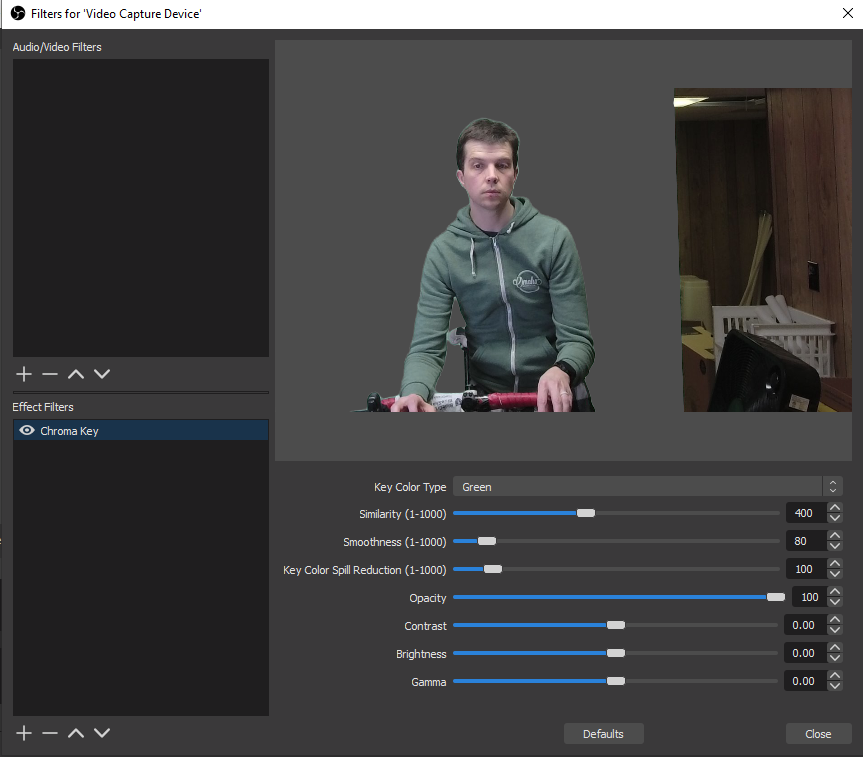 Filters for 'Video Capture Device'
Audio/Video Filters
Effect Filters
Chroma Key
Key Color Type Green
Similarity (1-1000) 400
Smoothness (1-1000) 80
Key Color Spill Reduction (1-1000) 100
Opacity 100
Contrast 0.00
Brightness 0.00
Gamma 0.00
Defaults Close